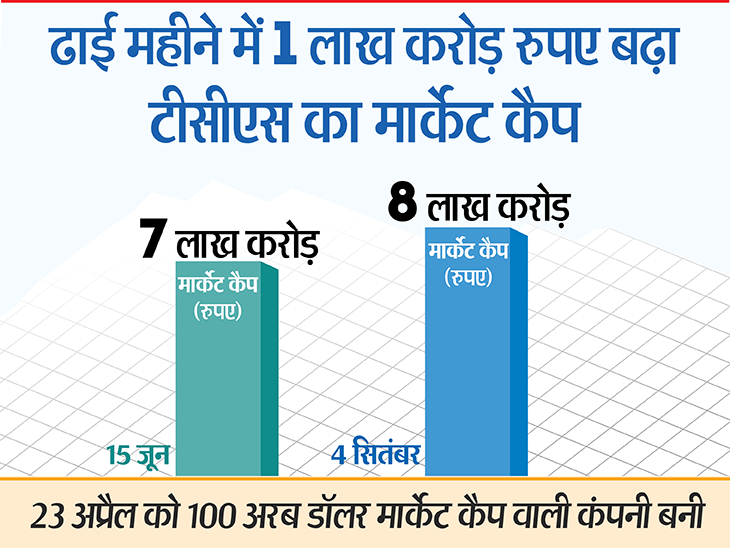 ढाई महीने में 1 लाख करोड़ रुपए बढ़ा
टीसीएस का मार्केट कैप
7 लाख करोड़
मार्केट कैप
(रुपए)
15 जून
8 लाख करोड़
मार्केट कैप
(रुपए)
4 सितंबर
23 अप्रैल को 100 अरब डॉलर मार्केट कैप वाली कंपनी बनी